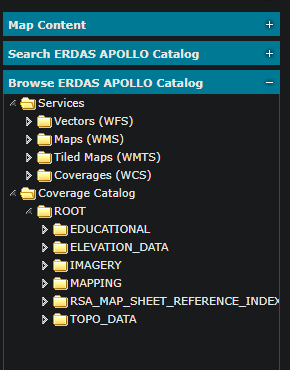 Map Content
Search ERDAS APOLLO Catalog
Browse ERDAS APOLLO Catalog
Services
Vectors (WFS)
Maps (WMS)
Tiled Maps (WMTS)
Coverages (WCS)
Coverage Catalog
ROOT
EDUCATIONAL
ELEVATION_DATA
IMAGERY
MAPPING
RSA_MAP_SHEET_REFERENCE_INDEX
TOPO_DATA